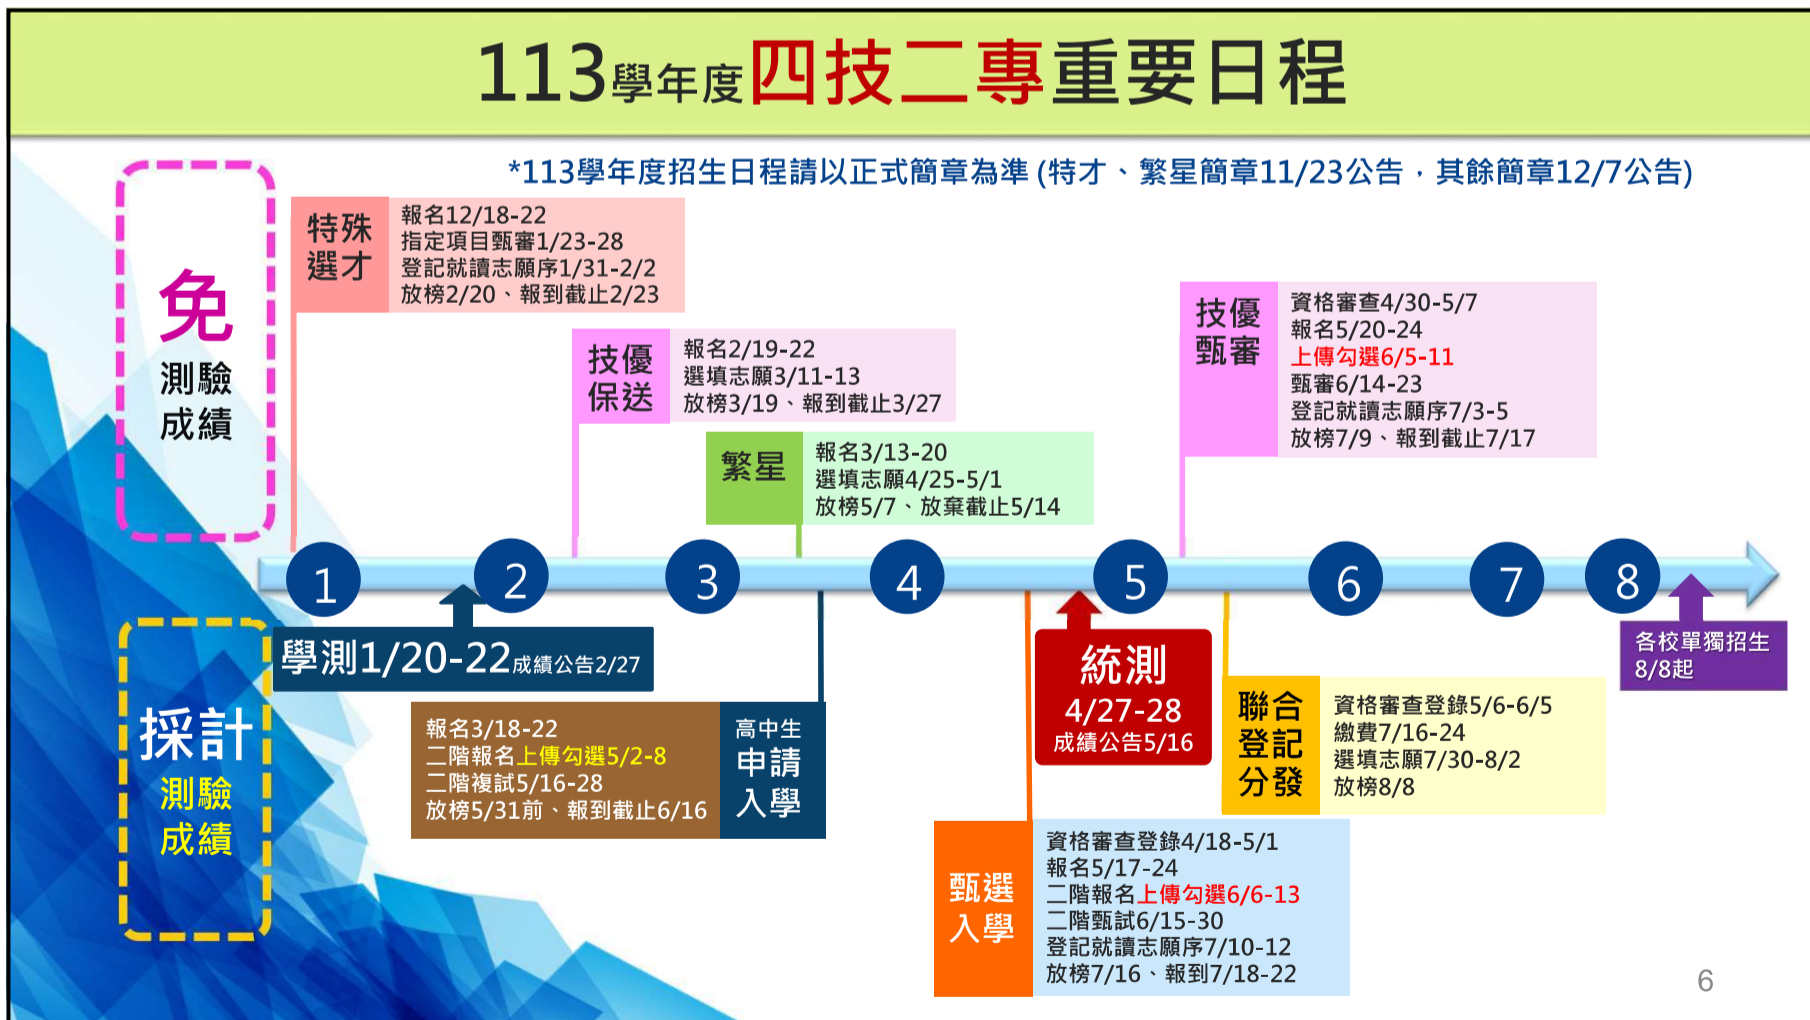 113學年度四技二專重要日程
*113學年度招生日程請以正式簡章為準 (特才、繁星簡章11/23公告，其餘簡章12/7公告)
免
測驗
成績
特殊
選才
報名12/18-22
指定項目甄審1/23-28
登記就讀志願序1/31-2/2
放榜2/20、報到截止2/23
技優
保送
報名2/19-22
選填志願3/11-13
放榜3/19、報到截止3/27
繁星
報名3/13-20
選填志願4/25-5/1
放榜5/7、放棄截止5/14
技優
甄審
資格審查4/30-5/7
報名5/20-24
上傳勾選6/5-11
甄審6/14-23
登記就讀志願序7/3-5
放榜7/9、報到截止7/17
1 2 3 4 5 6 7 8
採計
測驗
成績
學測1/20-22成績公告2/27
報名3/18-22
二階報名上傳勾選5/2-8
二階複試5/16-28
放榜5/31前、報到截止6/16
高中生
申請
入學
統測
4/27-28
成績公告5/16
甄選
入學
資格審查登錄4/18-5/1
報名5/17-24
二階報名上傳勾選6/6-13
二階甄試6/15-30
登記就讀志願序7/10-12
放榜7/16、報到7/18-22
聯合
登記
分發
資格審查登錄5/6-6/5
繳費7/16-24
選填志願7/30-8/2
放榜8/8
各校單獨招生
8/8起
6